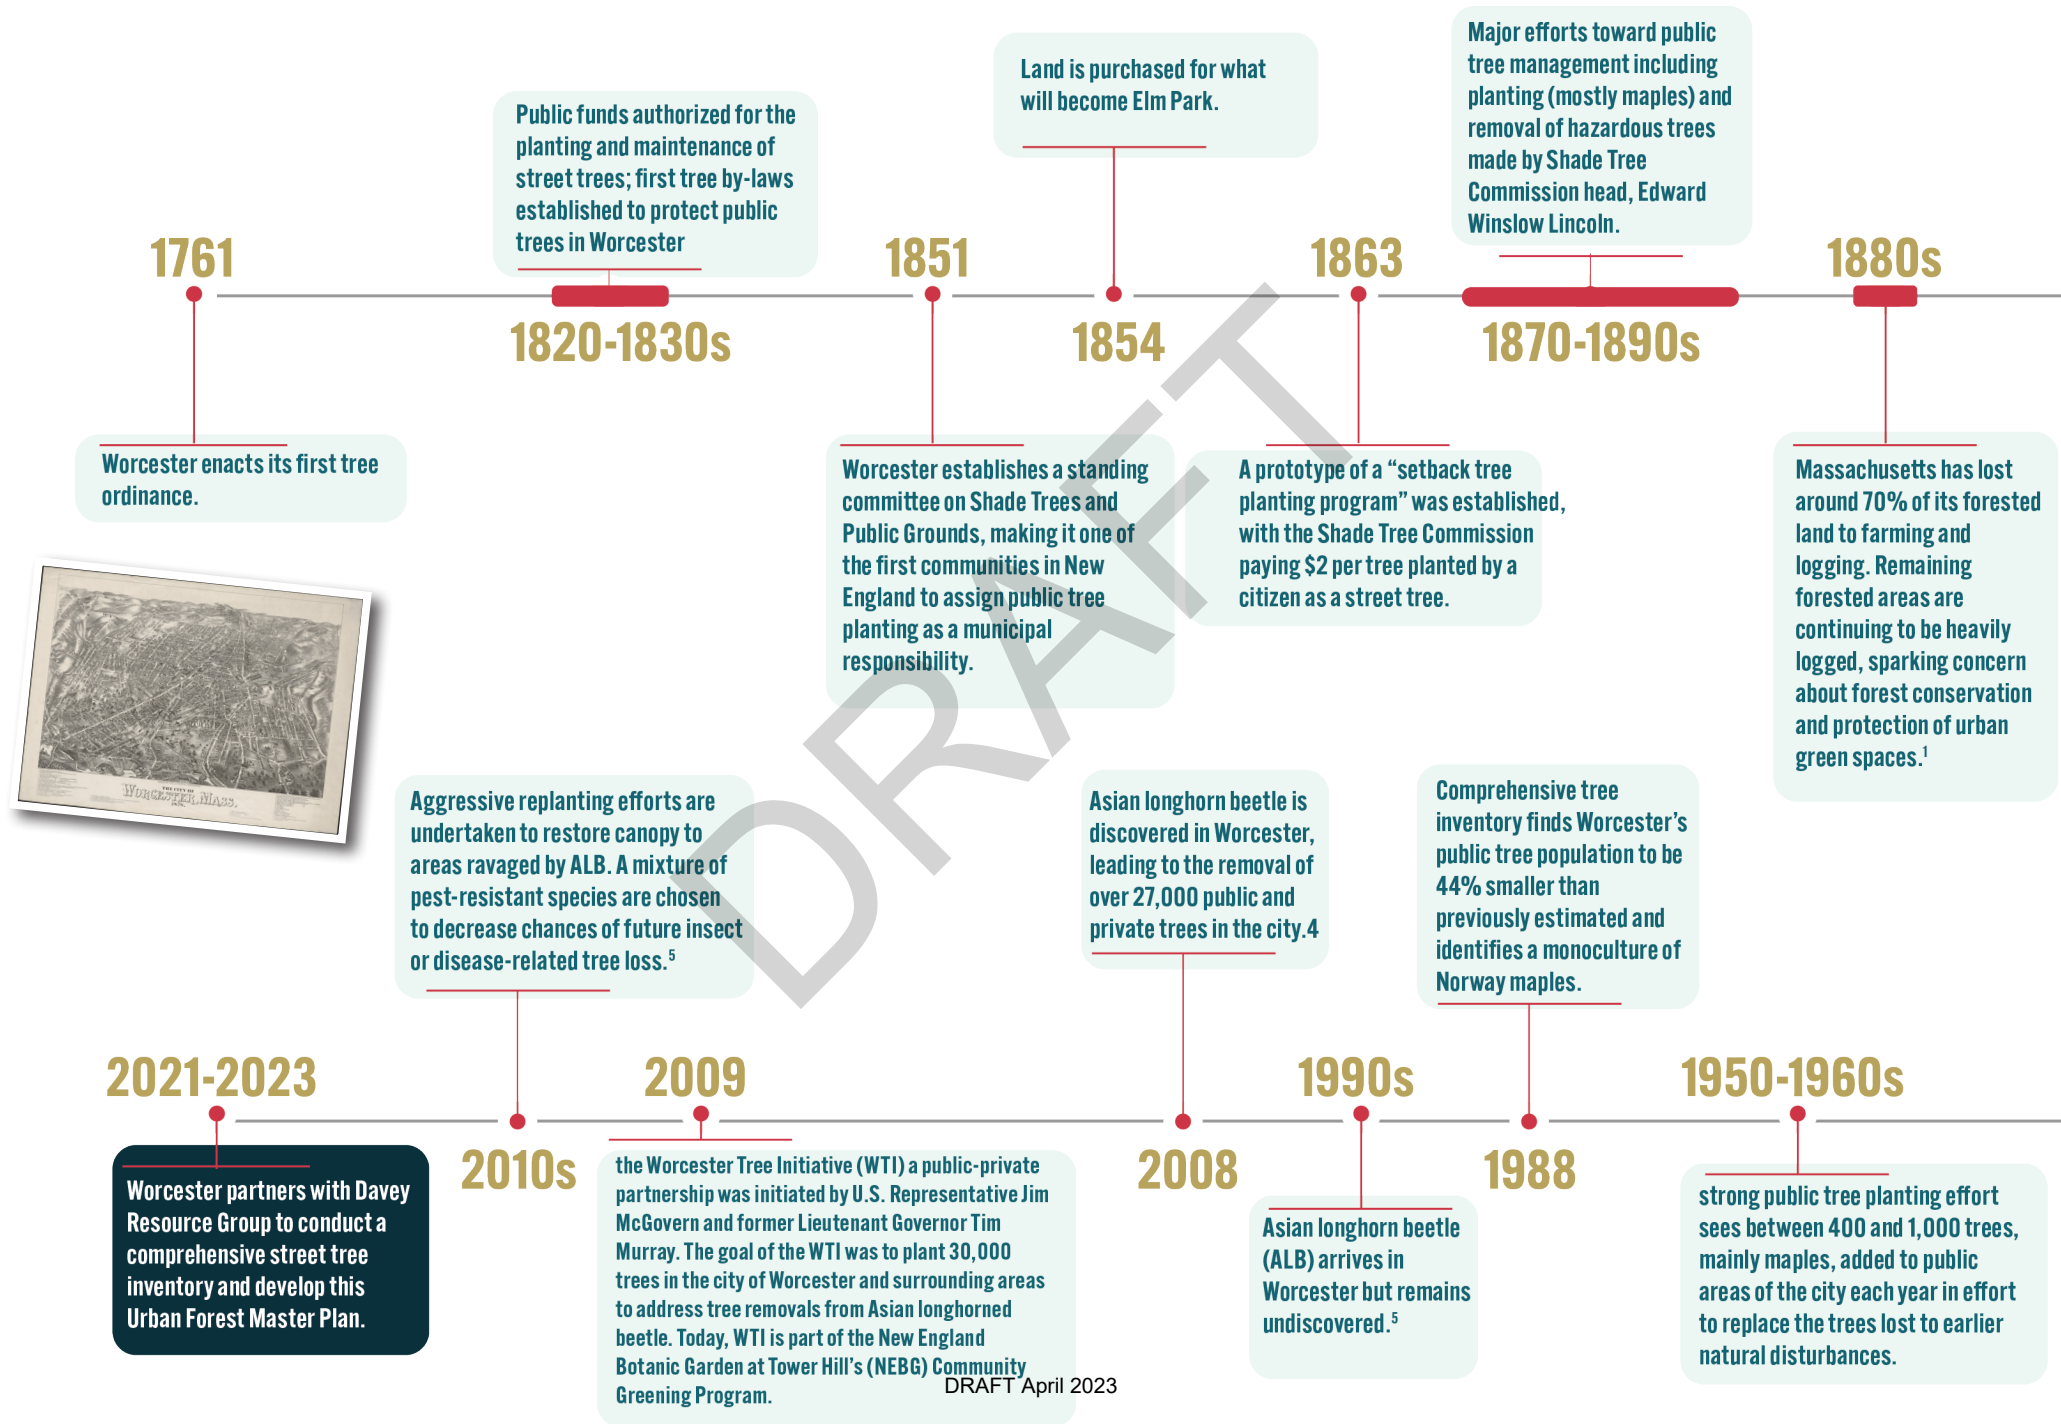 1761
Worcester enacts its first tree
ordinance.
Public funds authorized for the
planting and maintenance of
street trees; first tree by-laws
established to protect public
trees in Worcester
1820-1830s
1851
Worcester establishes a standing
committee on Shade Trees and
Public Grounds, making it one of
the first communities in New
England to assign public tree
planting as a municipal
responsibility.
Land is purchased for what
will become Elm Park.
1854
1863
A prototype of a “setback tree
planting program” was established,
with the Shade Tree Commission
paying $2 per tree planted by a
citizen as a street tree.
Major efforts toward public
tree management including
planting (mostly maples) and
removal of hazardous trees
made by Shade Tree
Commission head, Edward
Winslow Lincoln.
1870-1890s
1880s
Massachusetts has lost
around 70% of its forested
land to farming and
logging. Remaining
forested areas are
continuing to be heavily
logged, sparking concern
about forest conservation
and protection of urban
green spaces.1
THE CITY OF
WORCESTER, MASS.
DRAFT
2021-2023
Worcester partners with Davey
Resource Group to conduct a
comprehensive street tree
inventory and develop this
Urban Forest Master Plan.
Aggressive replanting efforts are
undertaken to restore canopy to
areas ravaged by ALB. A mixture of
pest-resistant species are chosen
to decrease chances of future insect
or disease-related tree loss.5
2010s
2009
the Worcester Tree Initiative (WTI) a public-private
partnership was initiated by U.S. Representative Jim
McGovern and former Lieutenant Governor Tim
Murray. The goal of the WTI was to plant 30,000
trees in the city of Worcester and surrounding areas
to address tree removals from Asian longhorned
beetle. Today, WTI is part of the New England
Botanic Garden at Tower Hill’s (NEBG) Community
Greening Program.
Asian longhorn beetle is
discovered in Worcester,
leading to the removal of
over 27,000 public and
private trees in the city.4
2008
1990s
Asian longhorn beetle
(ALB) arrives in
Worcester but remains
undiscovered.5
Comprehensive tree
inventory finds Worcester’s
public tree population to be
44% smaller than
previously estimated and
identifies a monoculture of
Norway maples.
1988
1950-1960s
strong public tree planting effort
sees between 400 and 1,000 trees,
mainly maples, added to public
areas of the city each year in effort
to replace the trees lost to earlier
natural disturbances.
DRAFT April 2023